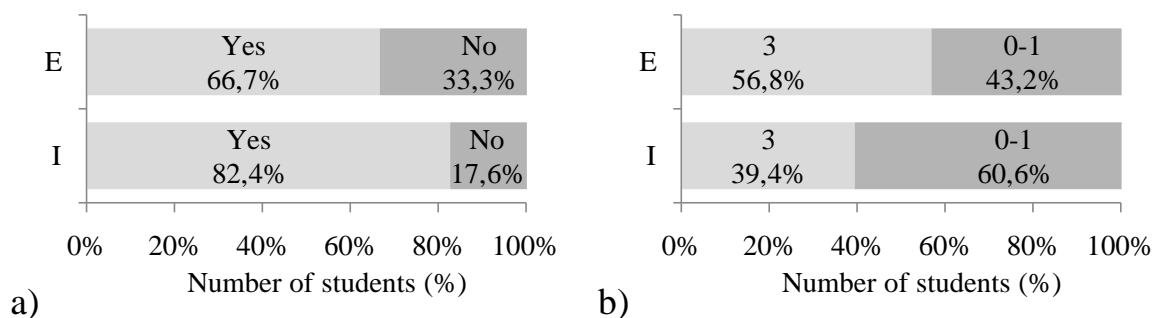 E
Yes
66,7%
No
33,3%
I
Yes
82,4%
No
17,6%
0% 20% 40% 60% 80% 100%
Number of students (%)
a)
E
3
56,8%
0-1
43,2%
I
3
39,4%
0-1
60,6%
0% 20% 40% 60% 80% 100%
Number of students (%)
b)